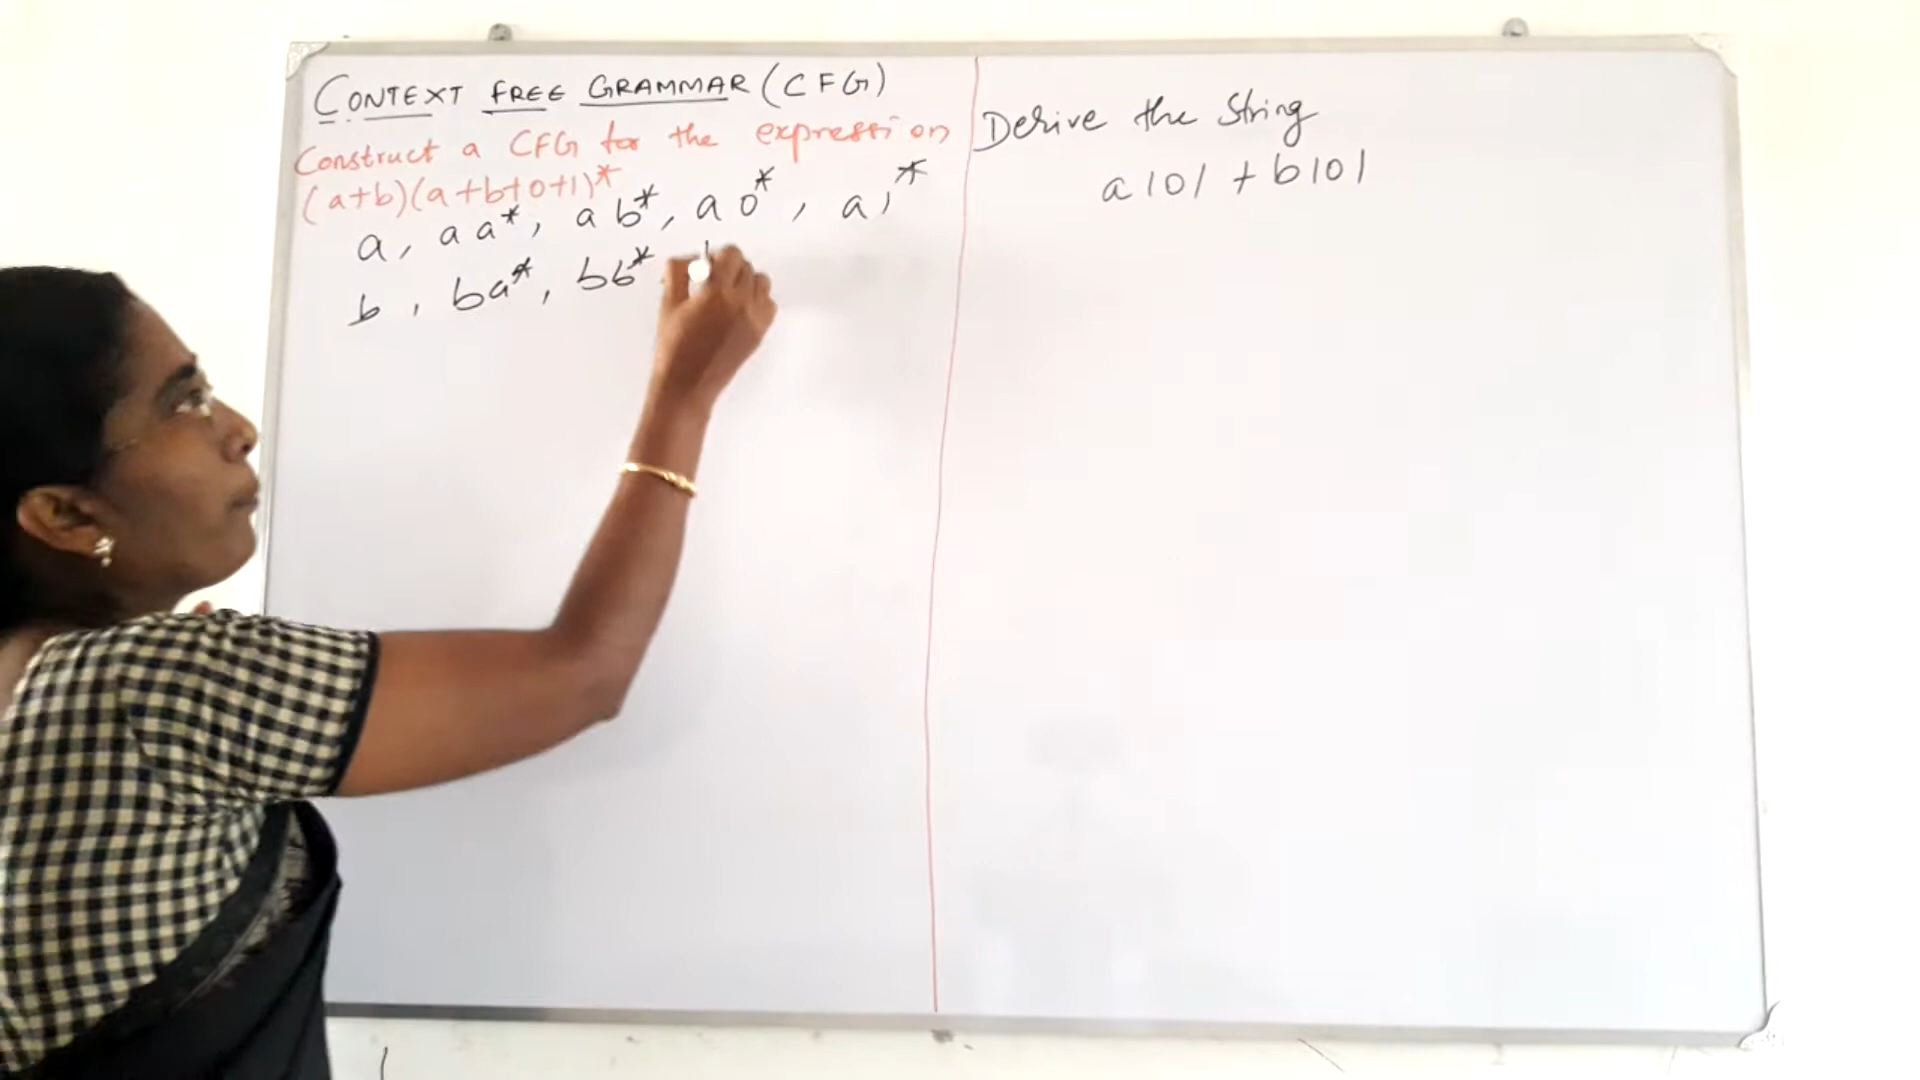 CONTEXT FREE GRAMMAR (CFG)
Construct a CFG for the expression
(a+b)(a+b+0+1)*
a, aa*, ab*, a0*, a1*
b, ba*, bb*
Derive the String
a101 + b101